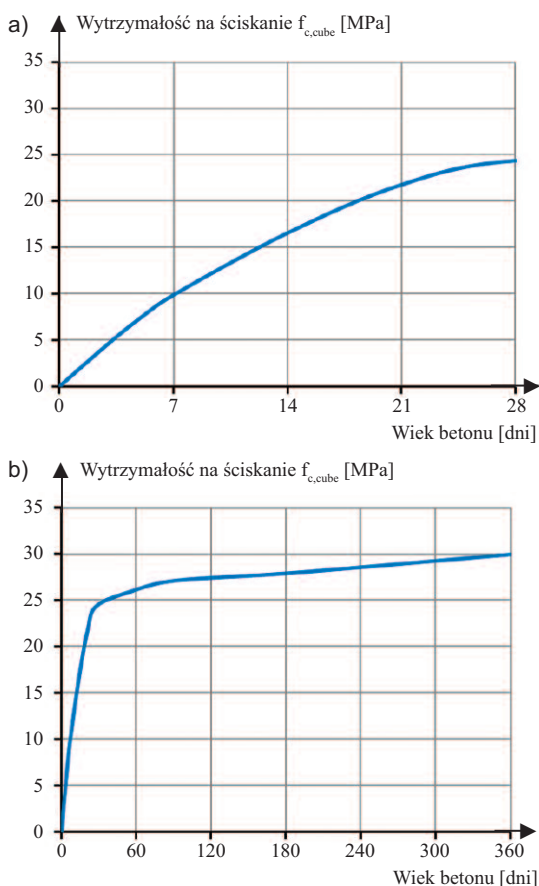 a) Wytrzymałość na ściskanie f c,cube [MPa]
35
30
25
20
15
10
5
0
0 7 14 21 28
Wiek betonu [dni]
b) Wytrzymałość na ściskanie f c,cube [MPa]
35
30
25
20
15
10
5
0
0 60 120 180 240 300 360
Wiek betonu [dni]